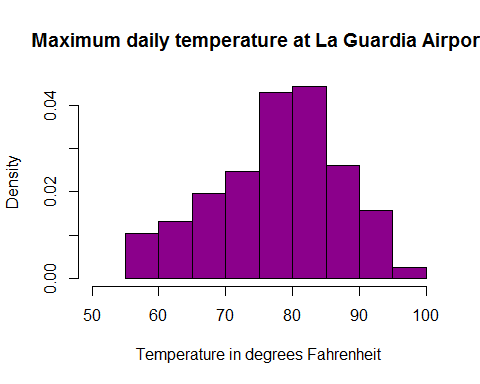 Maximum daily temperature at La Guardia Airpor
0.04
0.02
0.00
Density
50 60 70 80 90 100
Temperature in degrees Fahrenheit